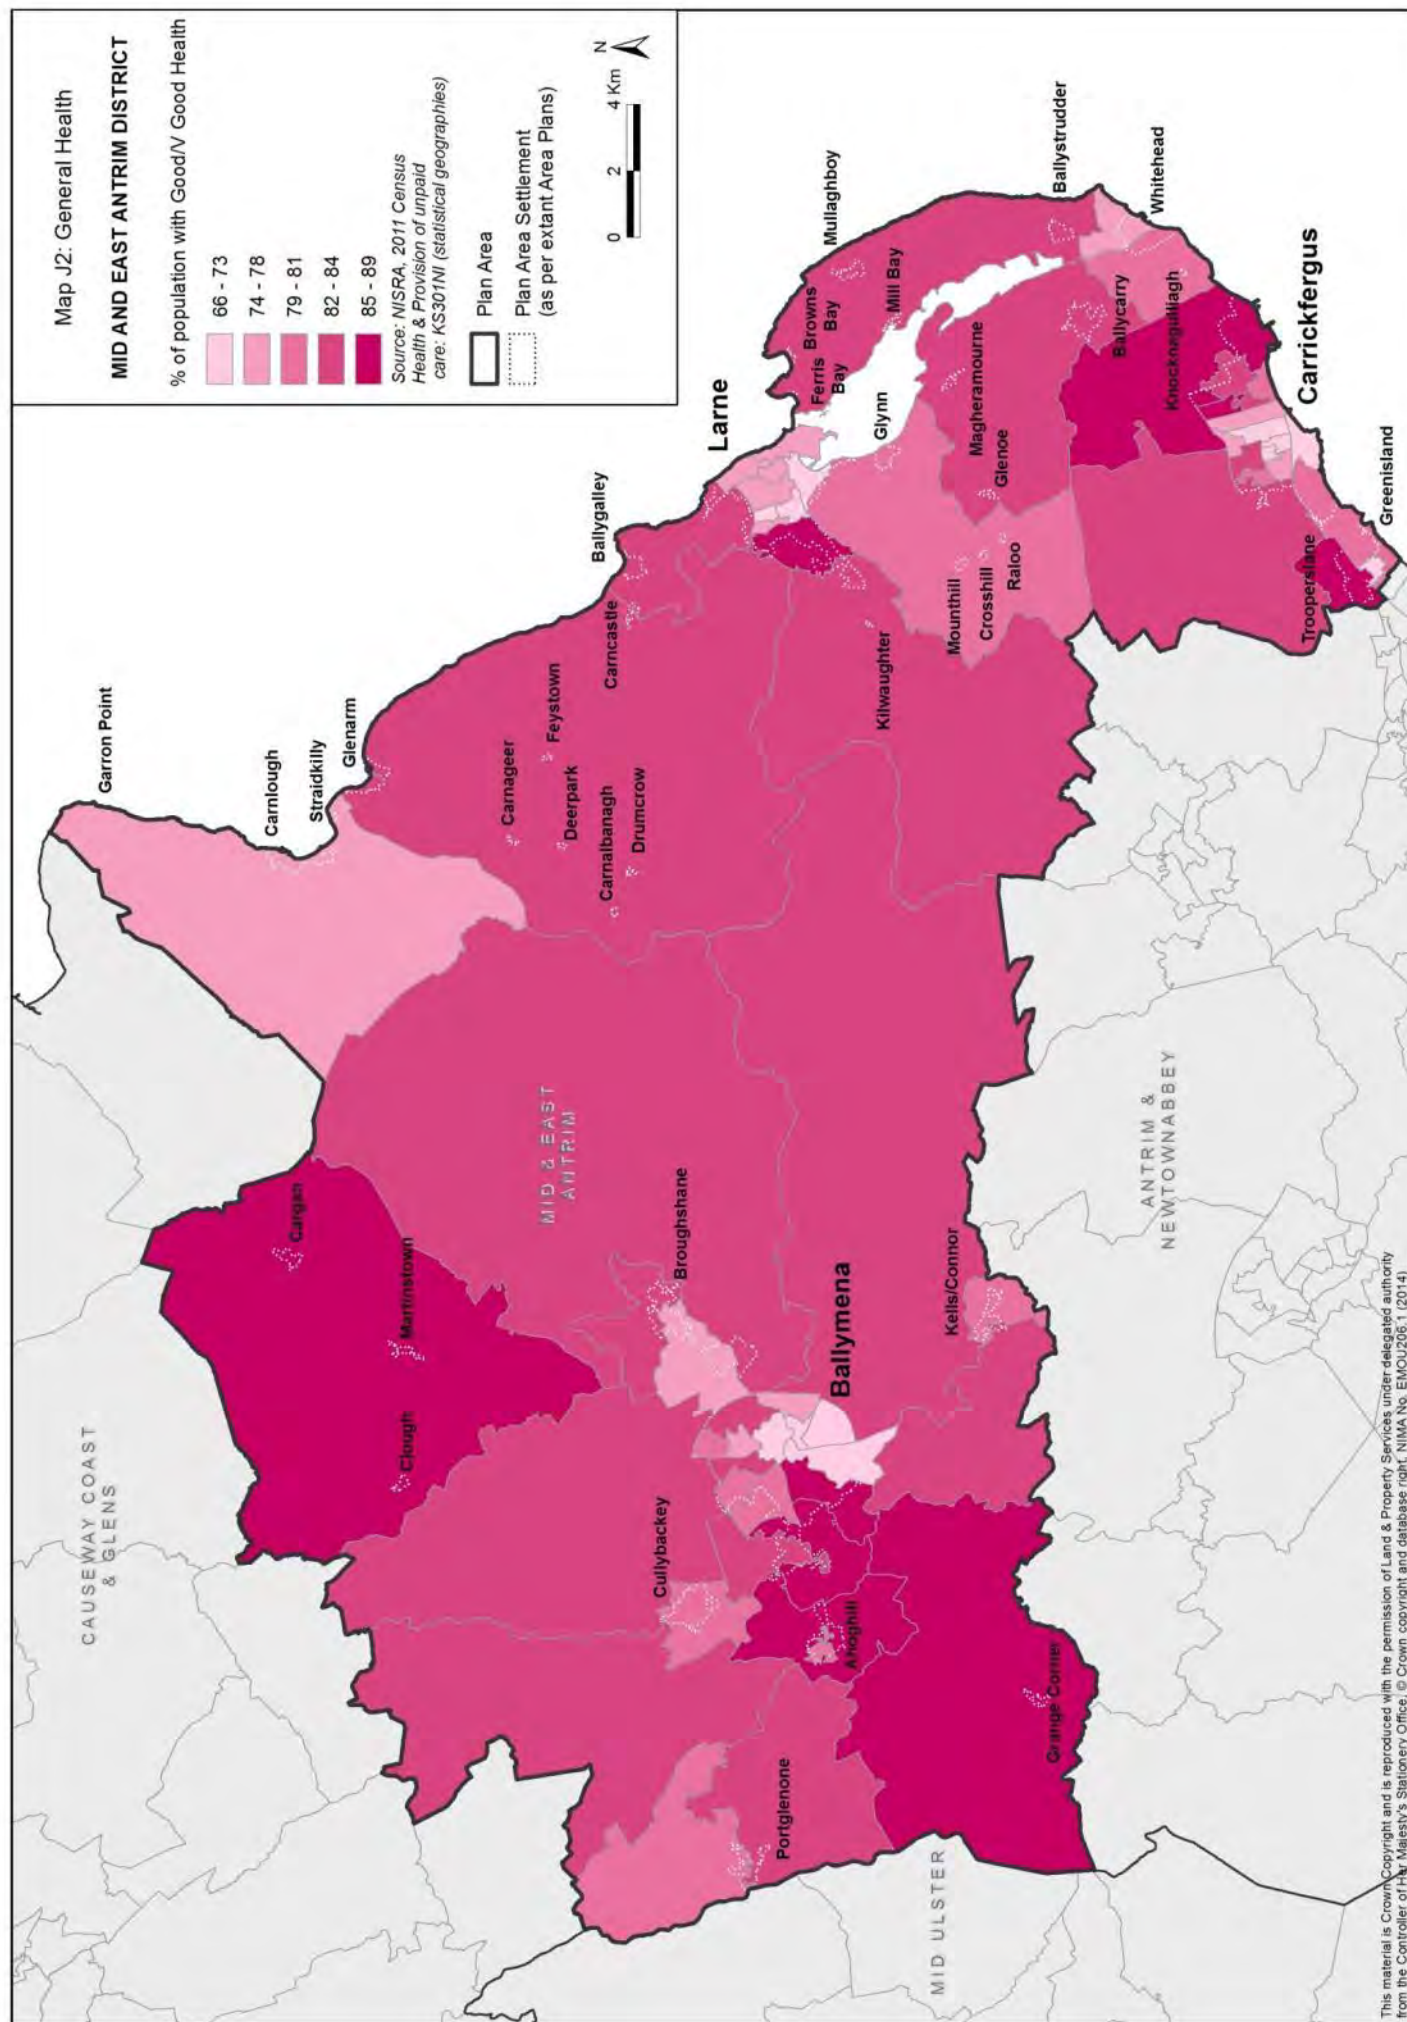 Map J2: General Health
MID AND EAST ANTRIM DISTRICT
% of population with Good/V Good Health
66 - 73
74 - 78
79 - 81
82 - 84
85 - 89
Source: NISRA, 2011 Census
Health & Provision of unpaid
care: KS301NI (statistical geographies)
Plan Area
Plan Area Settlement
(as per extant Area Plans)
0 2 4 Km
N
Garron Point
Carnlough
Straidkilly
Glenarm
CAUSEWAY COAST
& GLENS
Cargan
Martinstown
Clough
Carnageer
Feystown
Deerpark
Carnalbanagh
Drumcrow
Ballygalley
Carncastle
MID & EAST
ANTRIM
Broughshane
Cullybackey
Larne
Ferris
Bay
Browns
Bay
Mullaghboy
Mill Bay
Glynn
Kilwaughter
Ballymena
Ahoghill
Portglenone
Magheramourne
Glenoe
Mounthill
Crosshill
Raloo
Kells/Connor
Grange Corner
Ballystrudder
Whitehead
Ballycarry
Knocknagulliagh
Carrickfergus
Trooperslane
Greenisland
MID ULSTER
ANTRIM &
NEWTOWNABBEY
This material is Crown Copyright and is reproduced with the permission of Land & Property Services under delegated authority
from the Controller of Her Majesty's Stationery Office, © Crown copyright and database right, NIMA No. EMOU206.1 (2014)